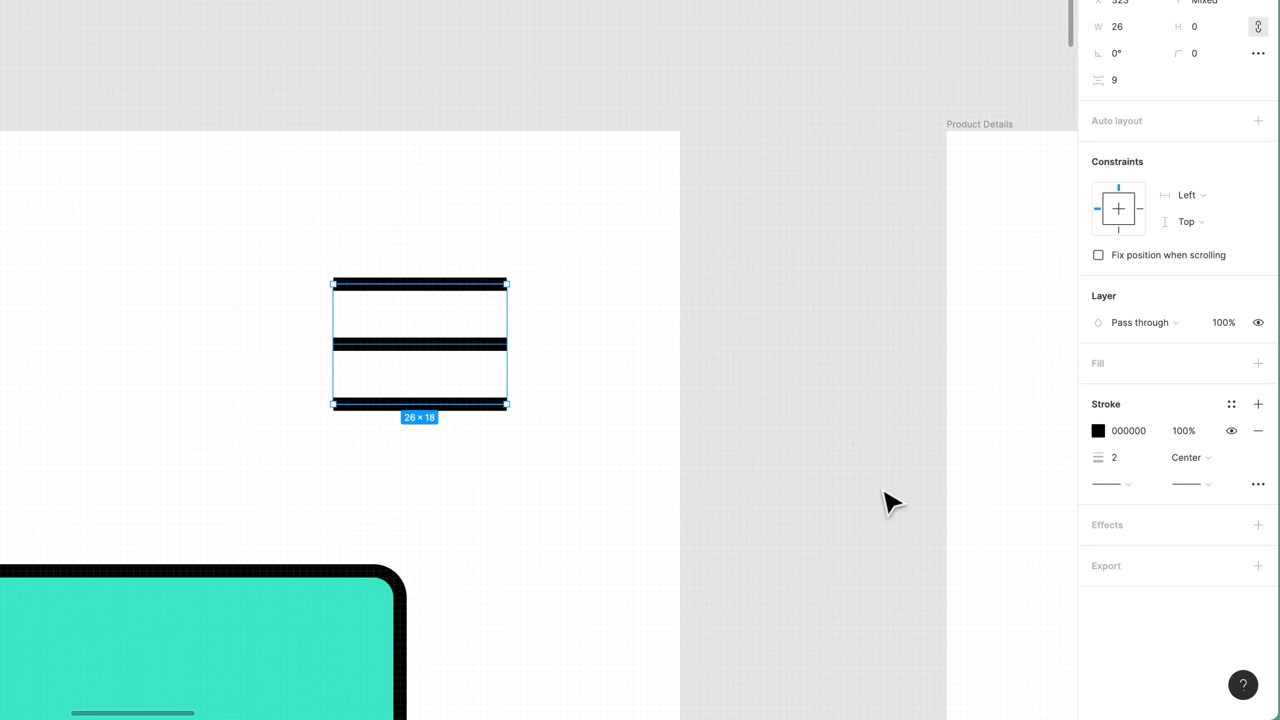 X 323 Y Mixed
W 26 H 0
0° 0
9
Product Details
Auto layout
Constraints
Left
Top
Fix position when scrolling
Layer
Pass through 100%
Fill
26 × 18
Stroke
000000 100%
2 Center
Effects
Export
?